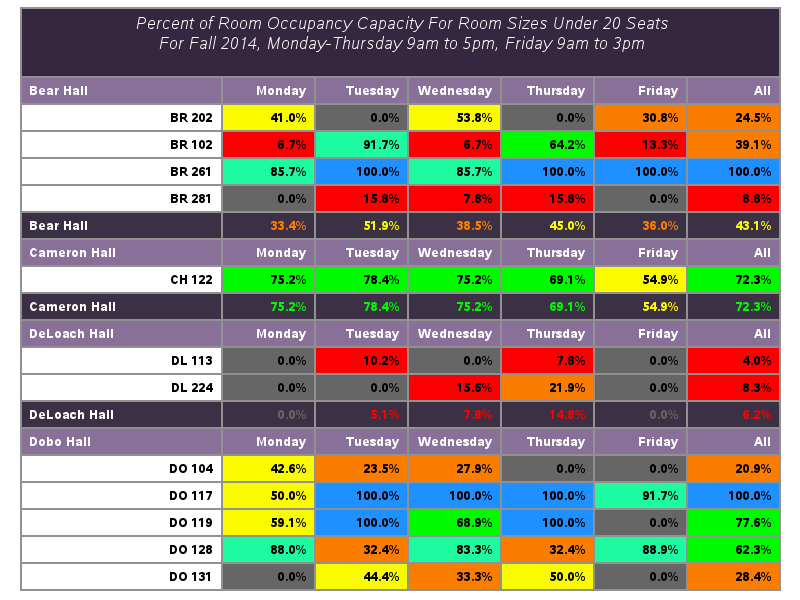 Percent of Room Occupancy Capacity For Room Sizes Under 20 Seats
For Fall 2014, Monday-Thursday 9am to 5pm, Friday 9am to 3pm
Bear Hall Monday Tuesday Wednesday Thursday Friday All
BR 202 41.0% 0.0% 53.8% 0.0% 30.8% 24.5%
BR 102 6.7% 91.7% 6.7% 64.2% 13.3% 39.1%
BR 261 85.7% 100.0% 85.7% 100.0% 100.0% 100.0%
BR 281 0.0% 15.8% 7.8% 15.8% 0.0% 8.8%
Bear Hall 33.4% 51.9% 38.5% 45.0% 36.0% 43.1%
Cameron Hall Monday Tuesday Wednesday Thursday Friday All
CH 122 75.2% 78.4% 75.2% 69.1% 54.9% 72.3%
Cameron Hall 75.2% 78.4% 75.2% 69.1% 54.9% 72.3%
DeLoach Hall Monday Tuesday Wednesday Thursday Friday All
DL 113 0.0% 10.2% 0.0% 7.8% 0.0% 4.0%
DL 224 0.0% 0.0% 15.6% 21.9% 0.0% 8.3%
DeLoach Hall 0.0% 5.1% 7.8% 14.8% 0.0% 6.2%
Dobo Hall Monday Tuesday Wednesday Thursday Friday All
DO 104 42.6% 23.5% 27.9% 0.0% 0.0% 20.9%
DO 117 50.0% 100.0% 100.0% 100.0% 91.7% 100.0%
DO 119 59.1% 100.0% 68.9% 100.0% 0.0% 77.6%
DO 128 88.0% 32.4% 83.3% 32.4% 88.9% 62.3%
DO 131 0.0% 44.4% 33.3% 50.0% 0.0% 28.4%